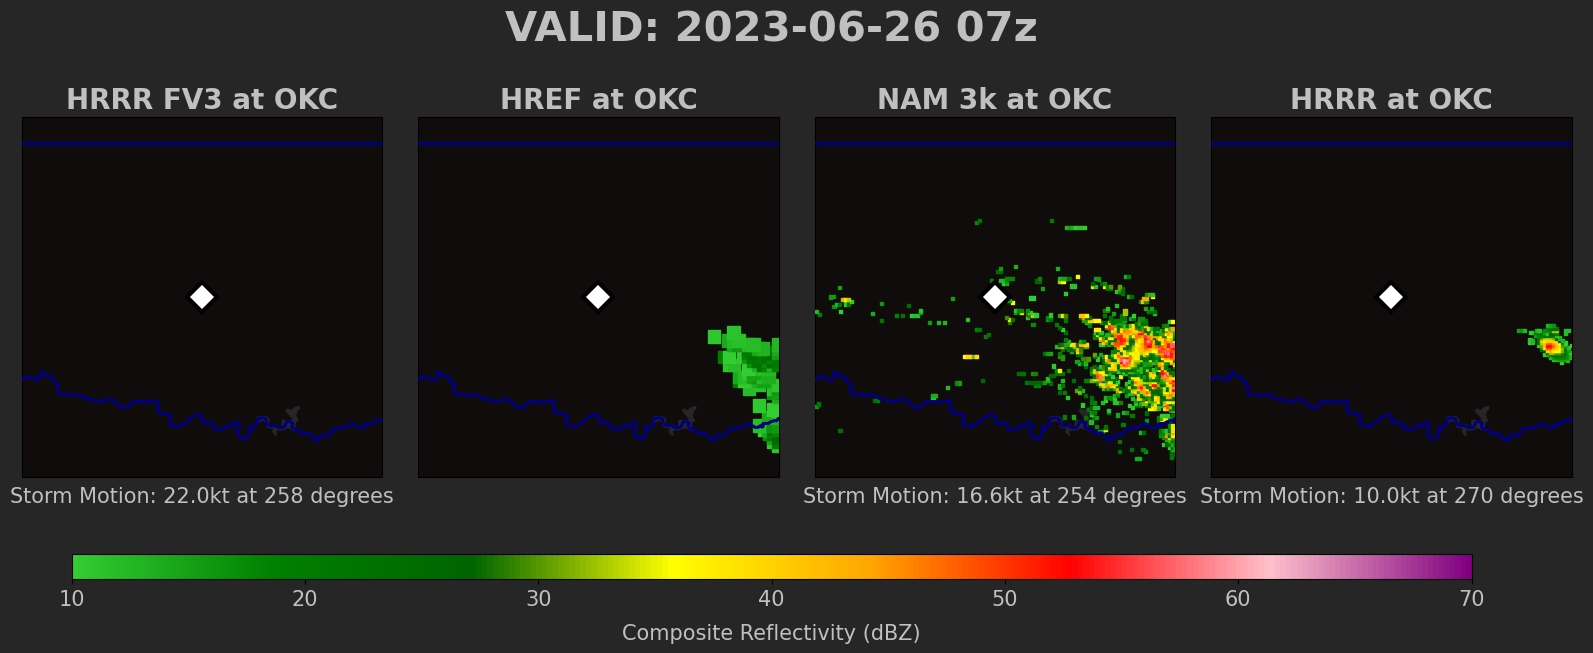 VALID: 2023-06-26 07z
HRRR FV3 at OKC
HREF at OKC
NAM 3k at OKC
HRRR at OKC
Storm Motion: 22.0kt at 258 degrees
Storm Motion: 16.6kt at 254 degrees
Storm Motion: 10.0kt at 270 degrees
10 20 30 40 50 60 70
Composite Reflectivity (dBZ)